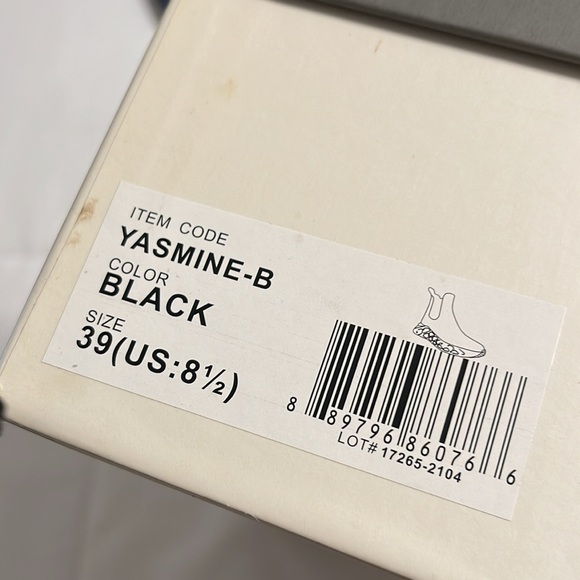 ITEM CODE
YASMINE-B
COLOR
BLACK
SIZE
39(US:8½)
8 89796 86076 6
LOT# 17265-2104